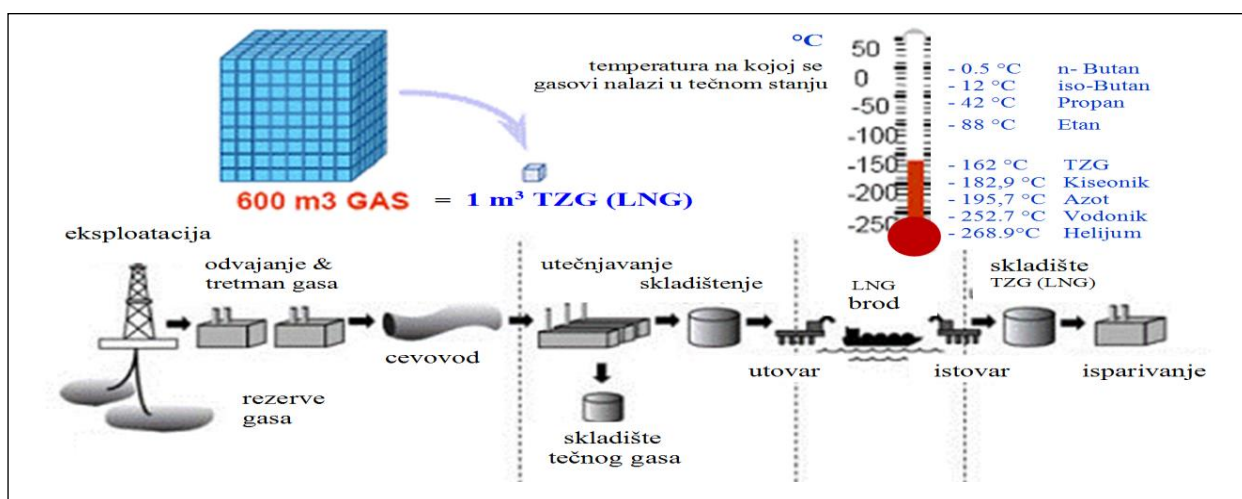 °C
temperatura na kojoj se
gasovi nalazi u tečnom stanju
50
0
-50
-100
-150
-200
-250
- 0.5 °C n- Butan
- 12 °C iso-Butan
- 42 °C Propan
- 88 °C Etan
- 162 °C TZG
- 182,9 °C Kiseonik
- 195,7 °C Azot
- 252.7 °C Vodonik
- 268.9°C Helijum
600 m3 GAS = 1 m³ TZG (LNG)
eksploatacija
odvajanje &
tretman gasa
cevovod
rezerve
gasa
utečnjavanje
skladištenje
skladište
tečnog gasa
utovar
LNG
brod
istovar
skladište
TZG (LNG)
isparivanje